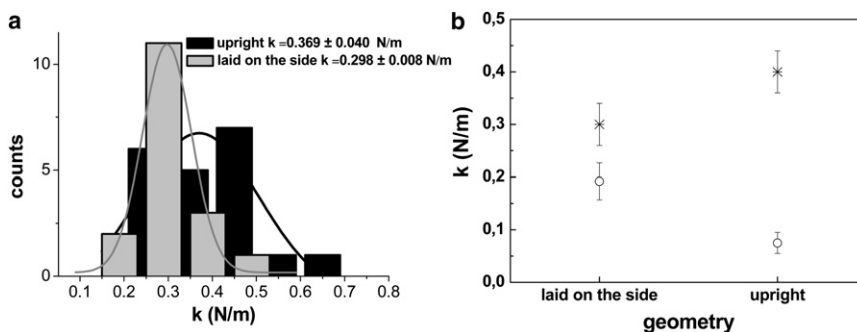 a
upright k =0.369 ± 0.040 N/m
laid on the side k =0.298 ± 0.008 N/m
10
5
0
counts
0.1 0.2 0.3 0.4 0.5 0.6 0.7 0.8
k (N/m)
b
0,5
0,4
0,3
0,2
0,1
0,0
k (N/m)
laid on the side upright
geometry